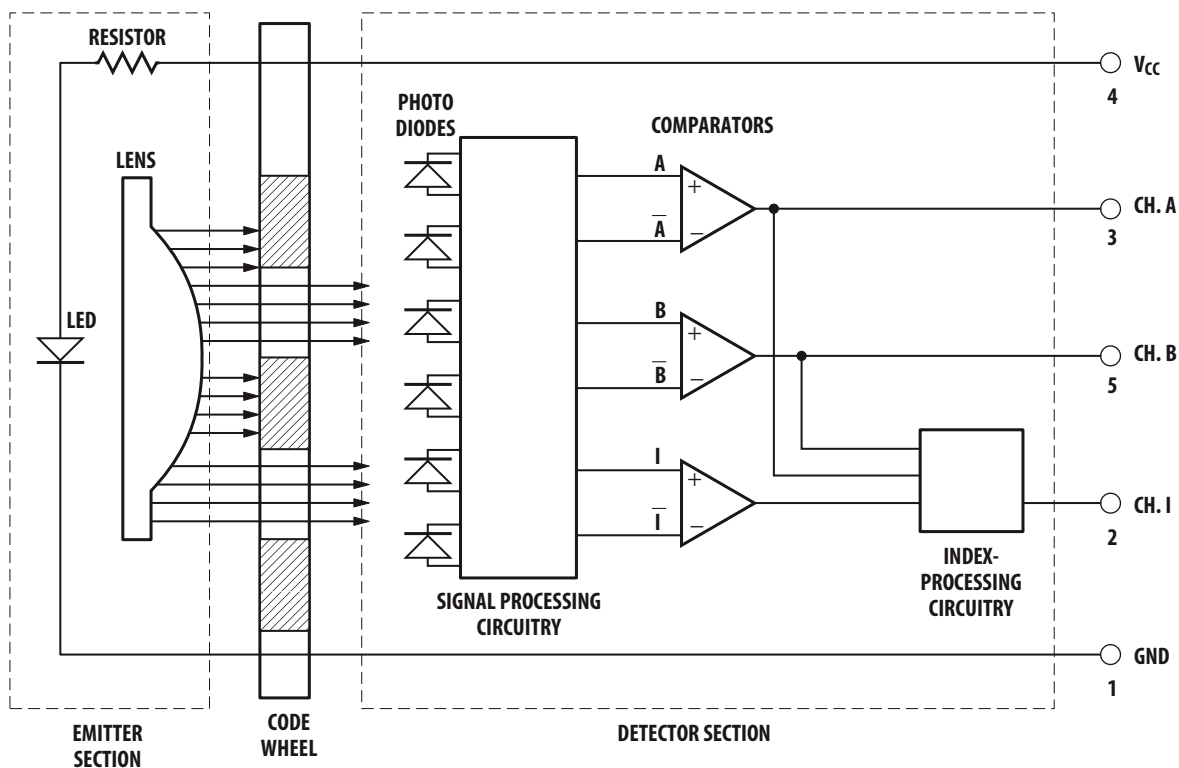 RESISTOR
V_CC
4
PHOTO
DIODES
COMPARATORS
LENS
A
+
A̅
−
CH. A
3
LED
B
+
B̅
−
CH. B
5
I
+
I̅
−
CH. I
2
INDEX-
PROCESSING
CIRCUITRY
SIGNAL PROCESSING
CIRCUITRY
GND
1
EMITTER
SECTION
CODE
WHEEL
DETECTOR SECTION